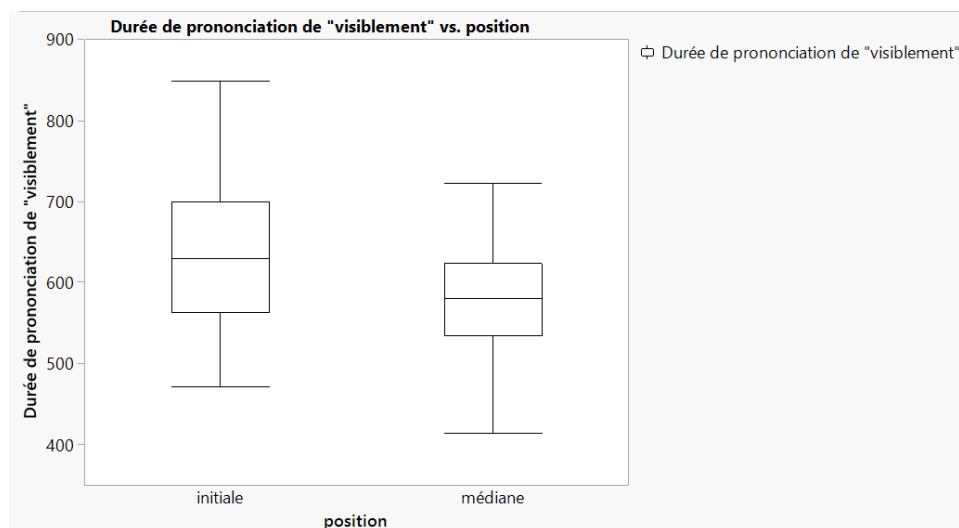 Durée de prononciation de "visiblement" vs. position
Durée de prononciation de "visiblement"
Durée de prononciation de "visiblement"
900
800
700
600
500
400
initiale médiane
position